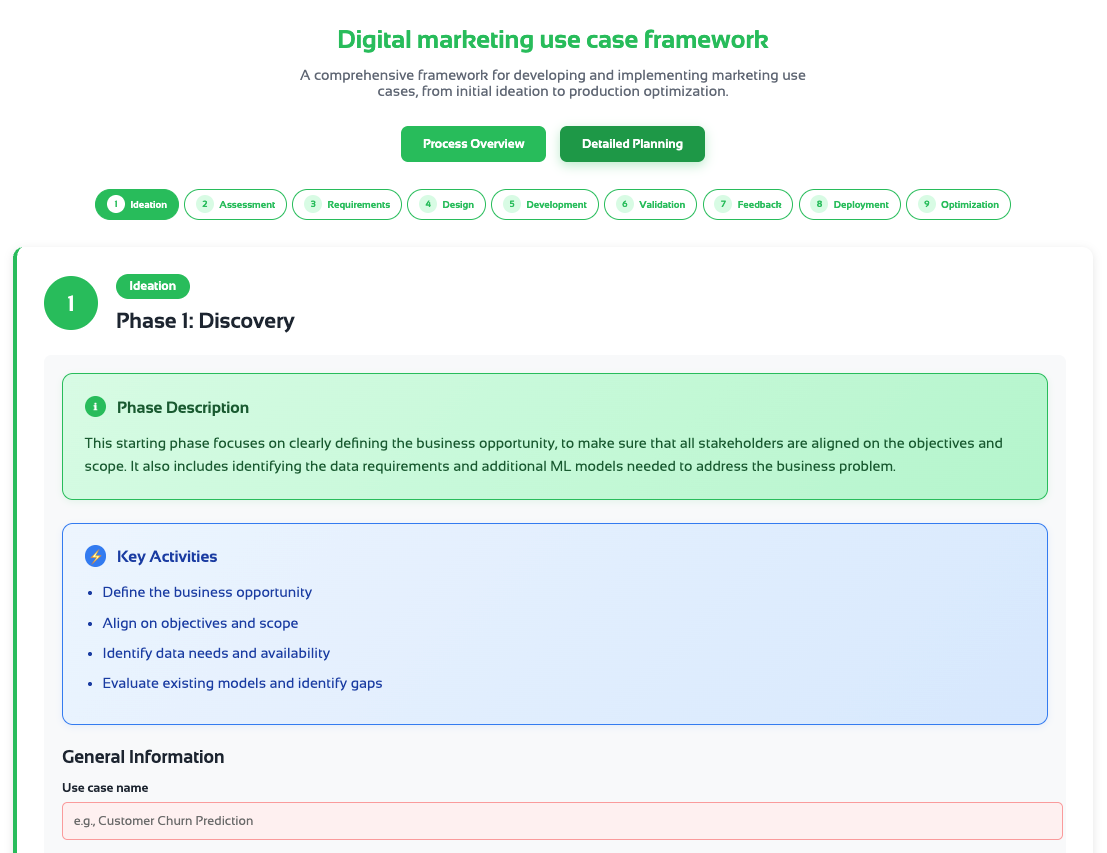 Digital marketing use case framework
A comprehensive framework for developing and implementing marketing use
cases, from initial ideation to production optimization.
Process Overview
Detailed Planning
1 Ideation
2 Assessment
3 Requirements
4 Design
5 Development
6 Validation
7 Feedback
8 Deployment
9 Optimization
1
Ideation
Phase 1: Discovery
i Phase Description
This starting phase focuses on clearly defining the business opportunity, to make sure that all stakeholders are aligned on the objectives and
scope. It also includes identifying the data requirements and additional ML models needed to address the business problem.
⚡ Key Activities
• Define the business opportunity
• Align on objectives and scope
• Identify data needs and availability
• Evaluate existing models and identify gaps
General Information
Use case name
e.g., Customer Churn Prediction